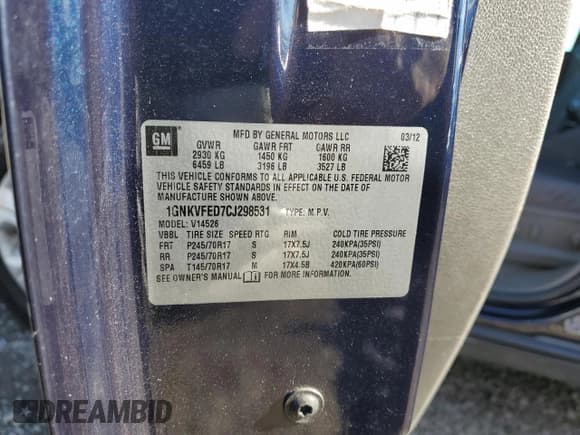 GM
MFD BY GENERAL MOTORS LLC 03/12
GVWR GAWR FRT GAWR RR
2930 KG 1450 KG 1600 KG
6459 LB 3196 LB 3527 LB
THIS VEHICLE CONFORMS TO ALL APPLICABLE U.S. FEDERAL MOTOR
VEHICLE SAFETY STANDARDS IN EFFECT ON THE DATE OF
MANUFACTURE SHOWN ABOVE.
1GNKVFED7CJ298531 TYPE: M.P.V.
MODEL: V14526
VBBL TIRE SIZE SPEED RTG RIM COLD TIRE PRESSURE
FRT P245/70R17 S 17X7.5J 240KPA(35PSI)
RR P245/70R17 S 17X7.5J 240KPA(35PSI)
SPA T145/70R17 M 17X4.5B 420KPA(60PSI)
SEE OWNER'S MANUAL
DREAMBID